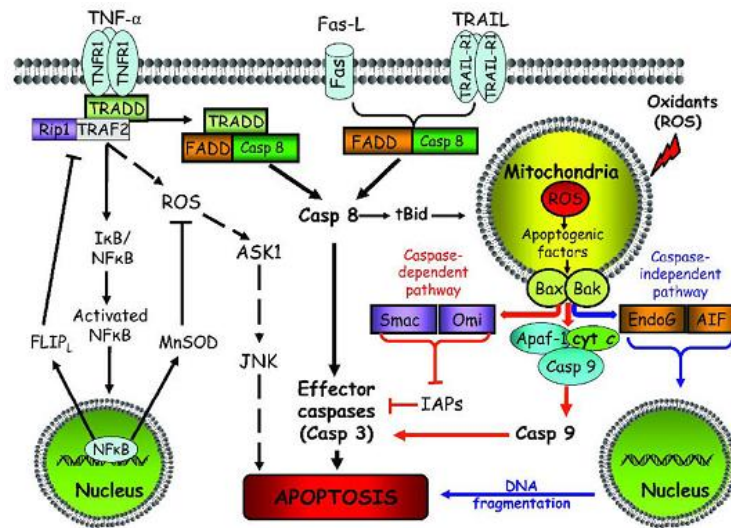 TNF-α
Fas-L
TRAIL
TNFR1
TNFR1
Fas
TRAIL-R1
TRAIL-R1
TRADD
Rip1
TRAF2
TRADD
FADD
Casp 8
FADD
Casp 8
Oxidants
(ROS)
Mitochondria
ROS
Apoptogenic
factors
Bax
Bak
ROS
Casp 8
tBid
IκB/
NFκB
ASK1
Caspase-
dependent
pathway
Caspase-
independent
pathway
Activated
NFκB
Smac
Omi
Apaf-1
cyt c
Casp 9
EndoG
AIF
FLIPL
MnSOD
JNK
Effector
caspases
(Casp 3)
IAPs
Casp 9
NFκB
Nucleus
APOPTOSIS
DNA
fragmentation
Nucleus